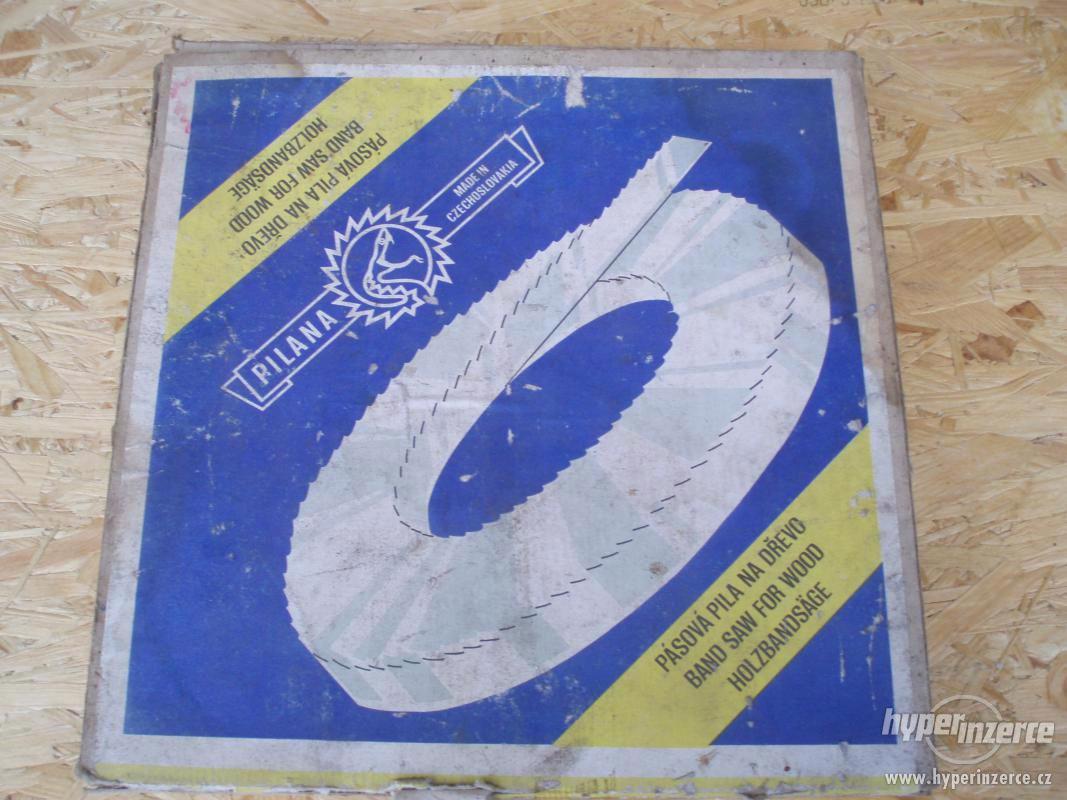 PÁSOVÁ PILA NA DŘEVO
BAND SAW FOR WOOD
HOLZBANDSÄGE
MADE IN
CZECHOSLOVAKIA
PILANA
PÁSOVÁ PILA NA DŘEVO
BAND SAW FOR WOOD
HOLZBANDSÄGE
hyperinzerce
www.hyperinzerce.cz